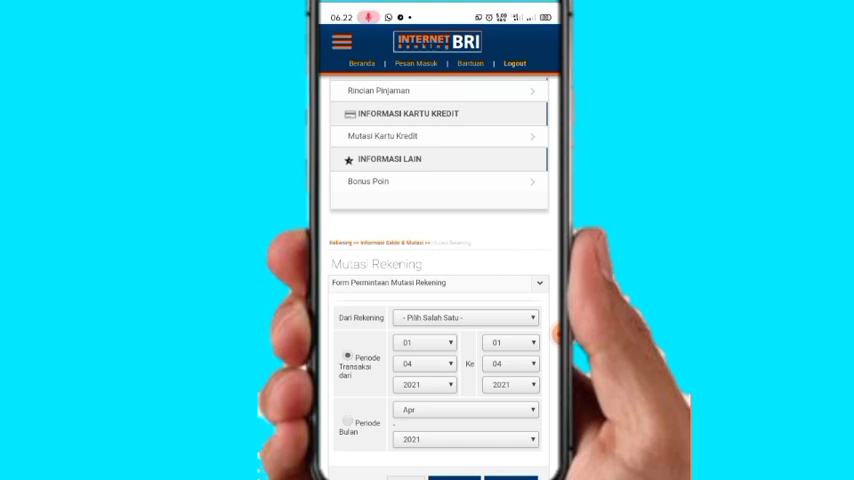 06.22
INTERNET
Banking BRI
Beranda | Pesan Masuk | Bantuan | Logout
Rincian Pinjaman
INFORMASI KARTU KREDIT
Mutasi Kartu Kredit
INFORMASI LAIN
Bonus Poin
Rekening >> Informasi Saldo & Mutasi >> Mutasi Rekening
Mutasi Rekening
Form Permintaan Mutasi Rekening
Dari Rekening - Pilih Salah Satu -
Periode Transaksi dari
01 Ke 01
04 04
2021 2021
Periode Bulan
Apr
-
2021